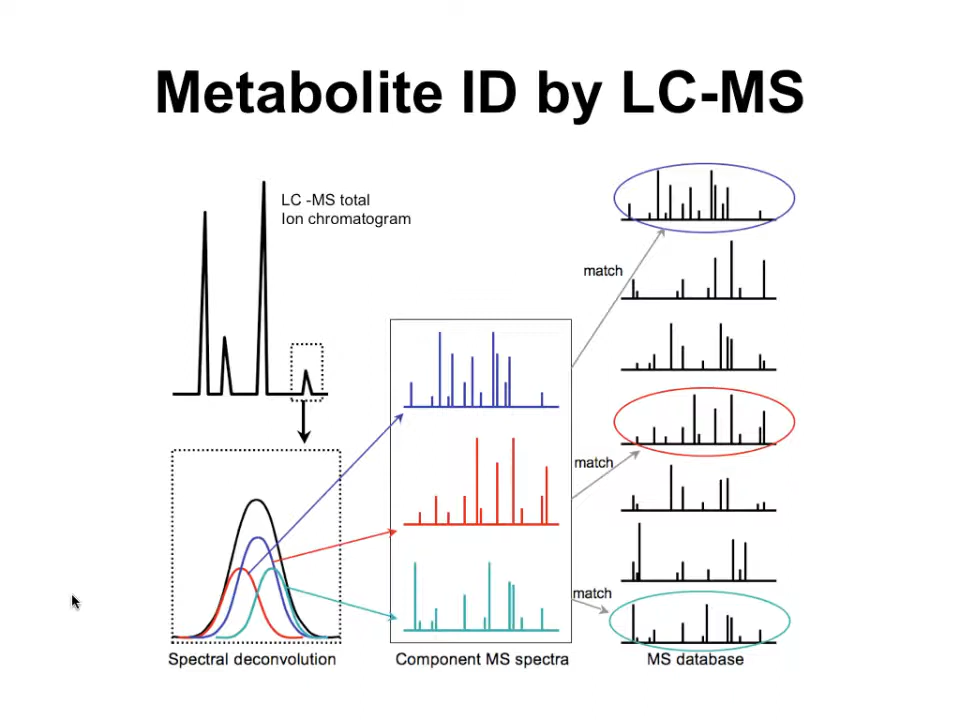 Metabolite ID by LC-MS
LC -MS total
Ion chromatogram
match
match
match
Spectral deconvolution
Component MS spectra
MS database